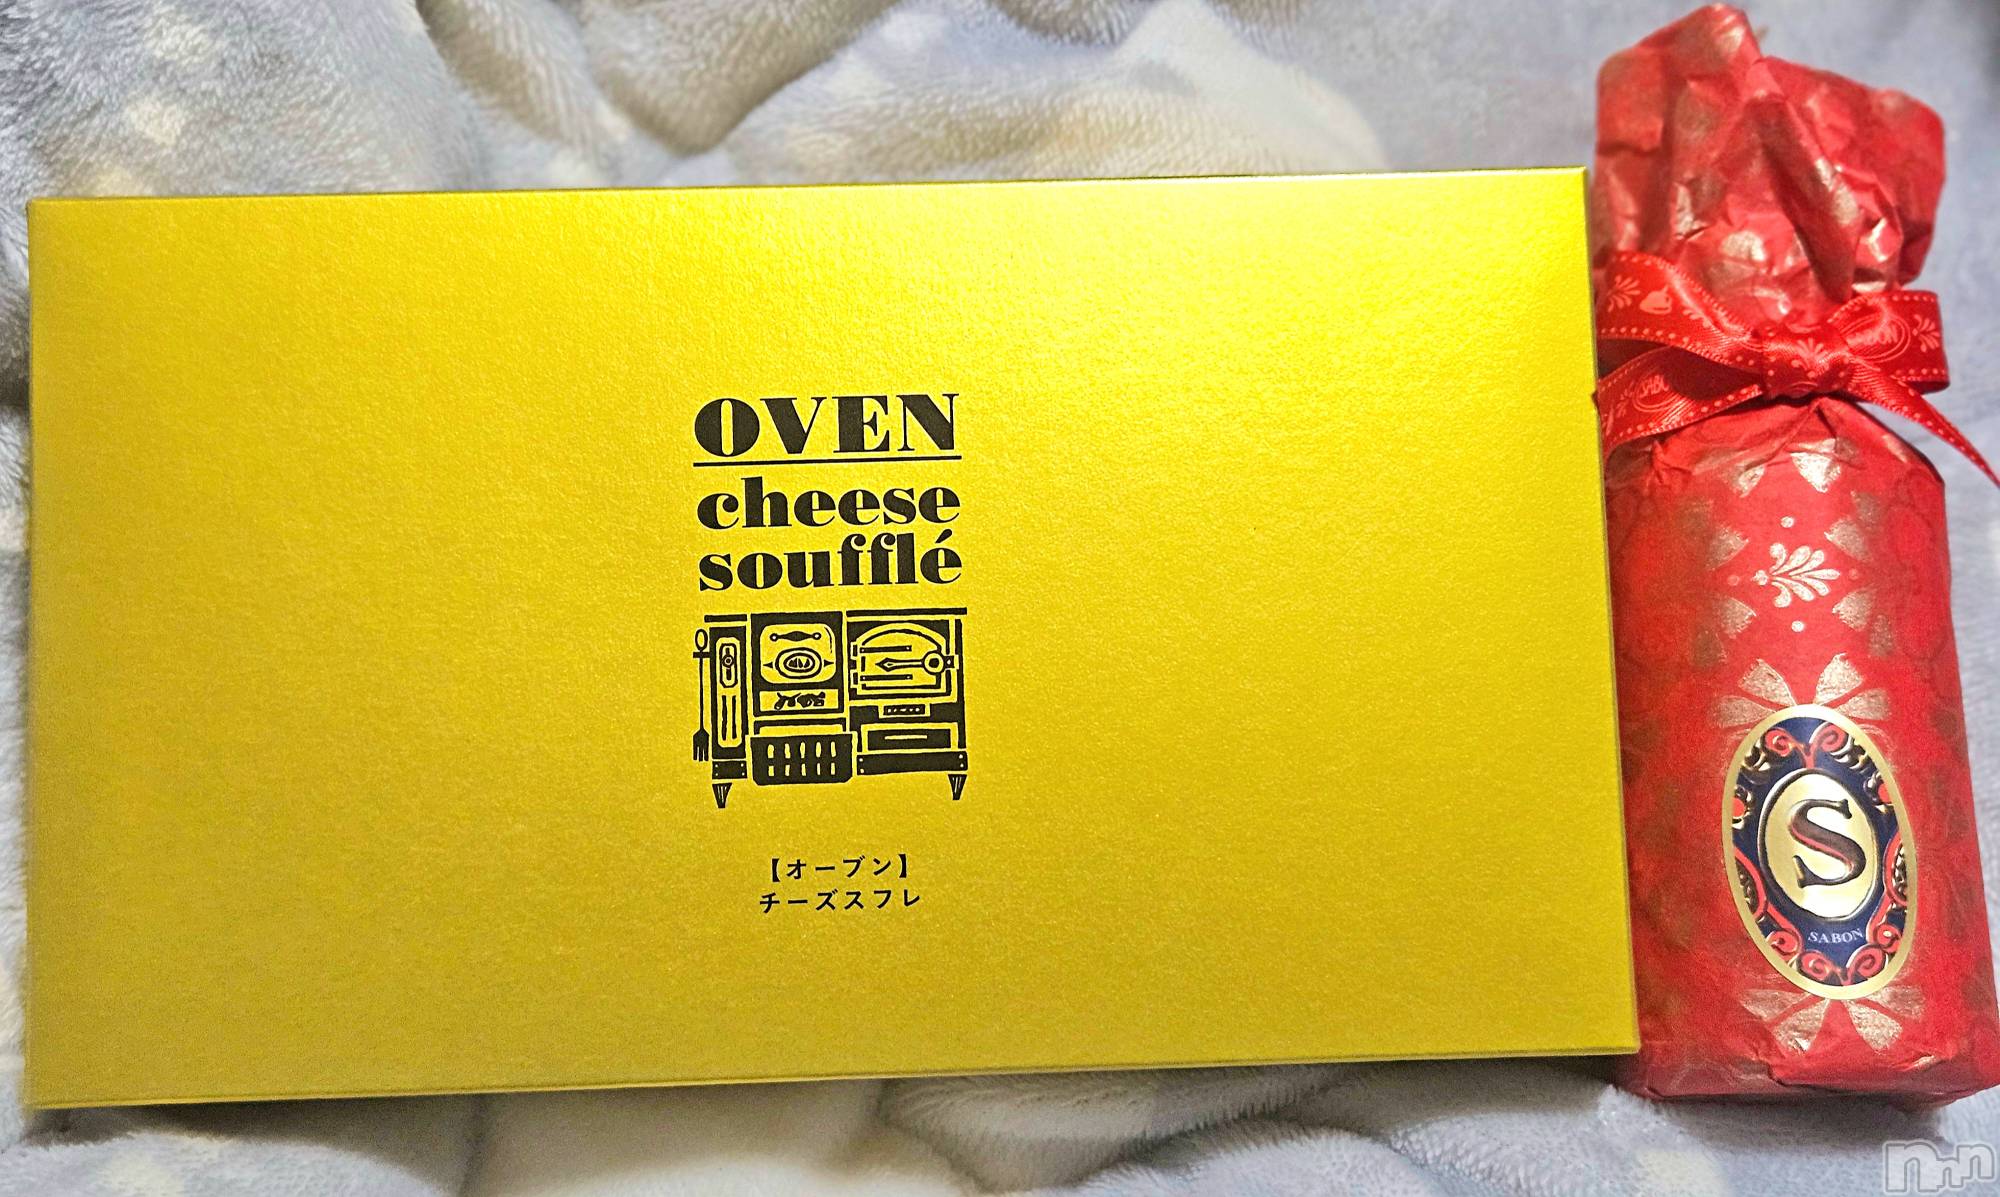 OVEN
cheese
soufflé
【オーブン】
チーズスフレ
S
SABON